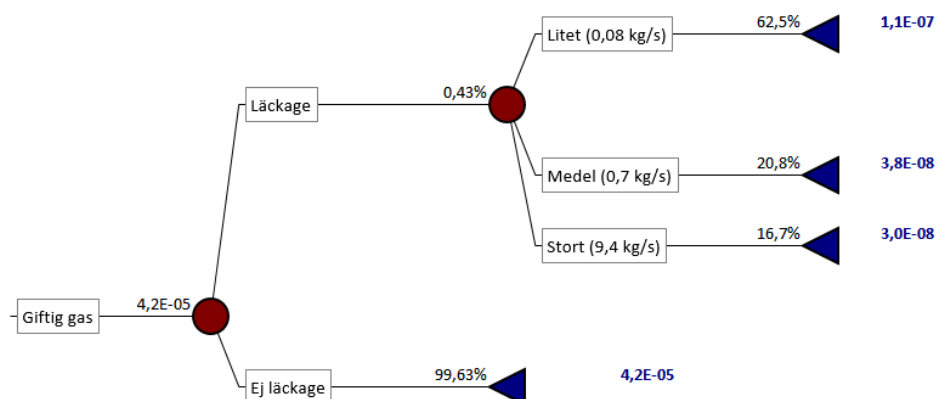 Litet (0,08 kg/s) 62,5% 1,1E-07
Läckage 0,43%
Medel (0,7 kg/s) 20,8% 3,8E-08
Stort (9,4 kg/s) 16,7% 3,0E-08
Giftig gas 4,2E-05
Ej läckage 99,63% 4,2E-05